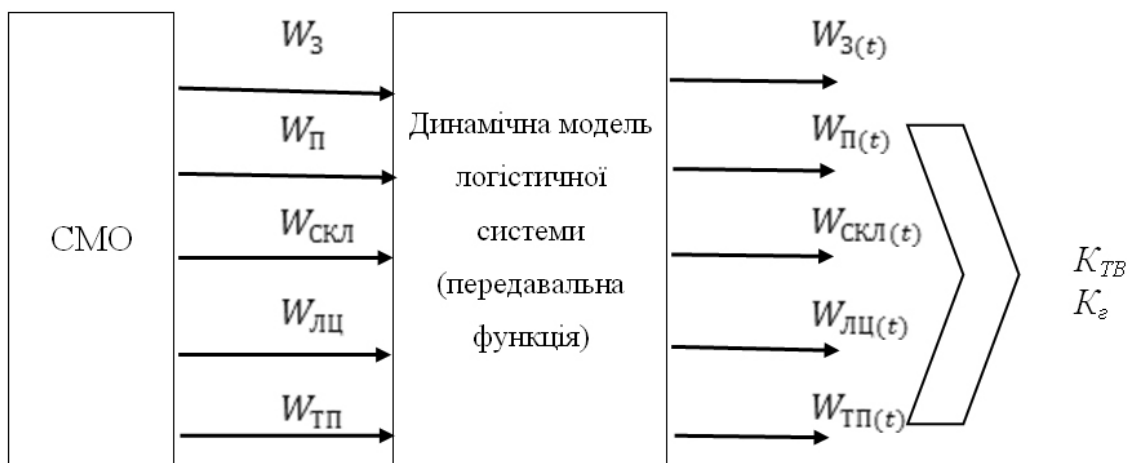 W_З
W_З(t)
W_П
Динамічна модель
W_П(t)
логістичної
СМО
W_СКЛ
системи
W_СКЛ(t)
(передавальна
K_ТВ
K_г
W_ЛЦ
функція)
W_ЛЦ(t)
W_ТП
W_ТП(t)